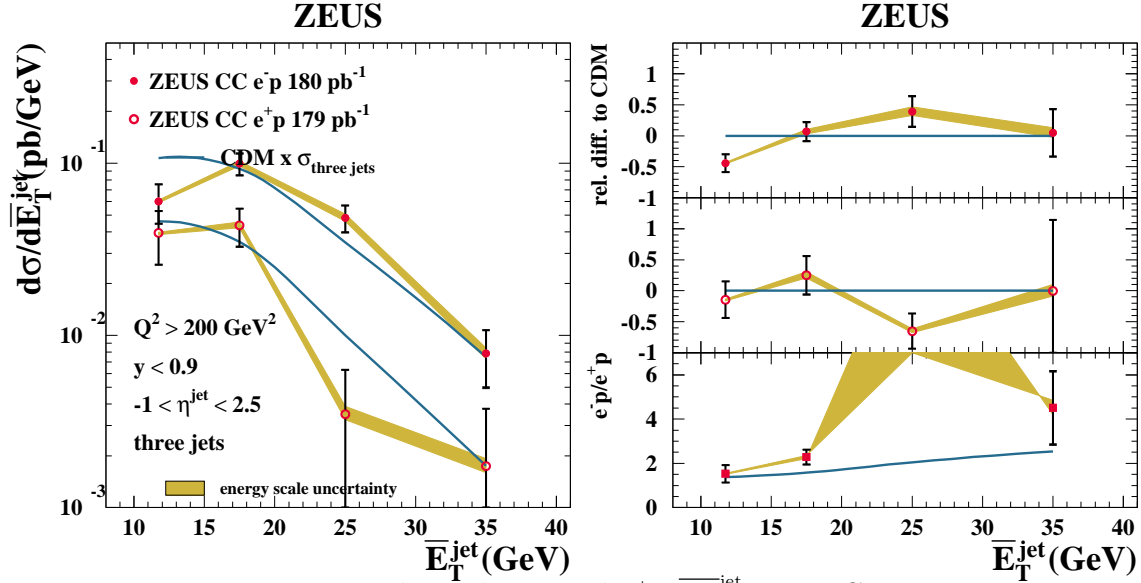 ZEUS
dσ/dE̅_T^jet(pb/GeV)
ZEUS CC e⁻p 180 pb⁻¹
ZEUS CC e⁺p 179 pb⁻¹
CDM x σ_three jets
10⁻¹
10⁻²
10⁻³
Q² > 200 GeV²
y < 0.9
-1 < η^jet < 2.5
three jets
energy scale uncertainty
10 15 20 25 30 35 40
E̅_T^jet(GeV)
ZEUS
rel. diff. to CDM
1
0.5
0
-0.5
-1
1
0.5
0
-0.5
-1
e⁻p/e⁺p
6
4
2
0
10 15 20 25 30 35 40
E̅_T^jet(GeV)